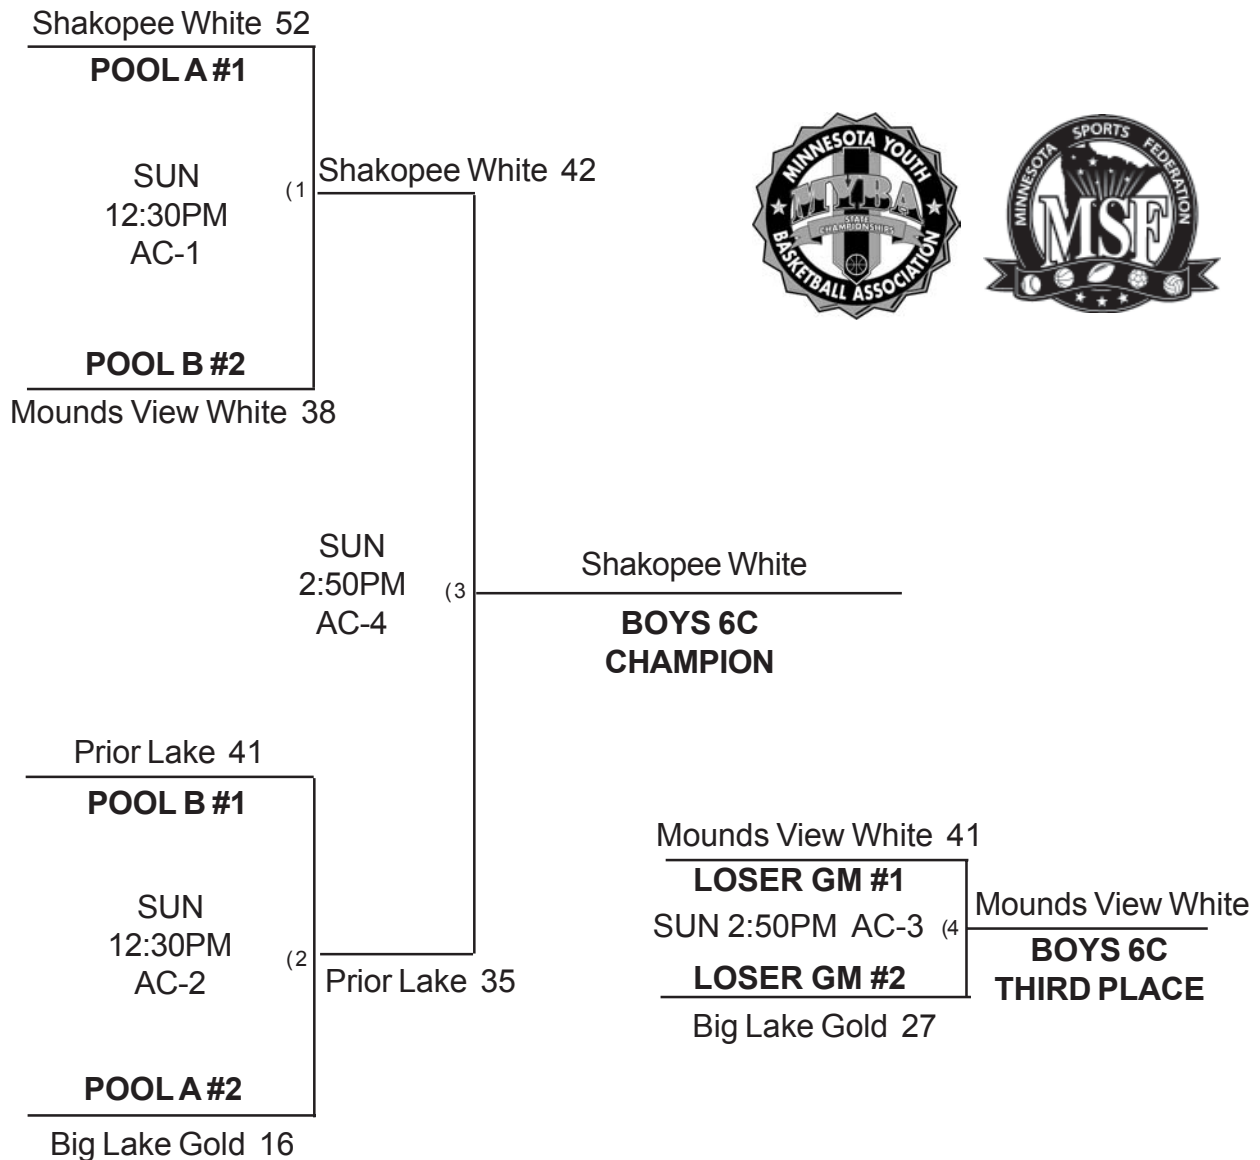 Shakopee White 52
POOL A #1
SUN
12:30PM
AC-1
(1
Shakopee White 42
POOL B #2
Mounds View White 38
MINNESOTA YOUTH
MYBA
STATE
CHAMPIONSHIPS
BASKETBALL ASSOCIATION
MINNESOTA SPORTS FEDERATION
MSF
SUN
2:50PM
AC-4
(3
Shakopee White
BOYS 6C
CHAMPION
Prior Lake 41
POOL B #1
SUN
12:30PM
AC-2
(2
Prior Lake 35
POOL A #2
Big Lake Gold 16
Mounds View White 41
LOSER GM #1
SUN 2:50PM AC-3 (4
LOSER GM #2
Big Lake Gold 27
Mounds View White
BOYS 6C
THIRD PLACE